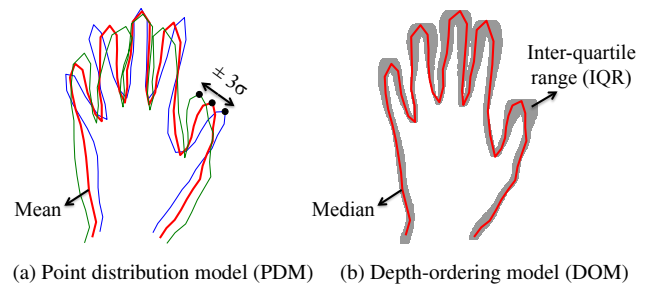 ± 3σ
Mean
(a) Point distribution model (PDM)
Inter-quartile
range (IQR)
Median
(b) Depth-ordering model (DOM)